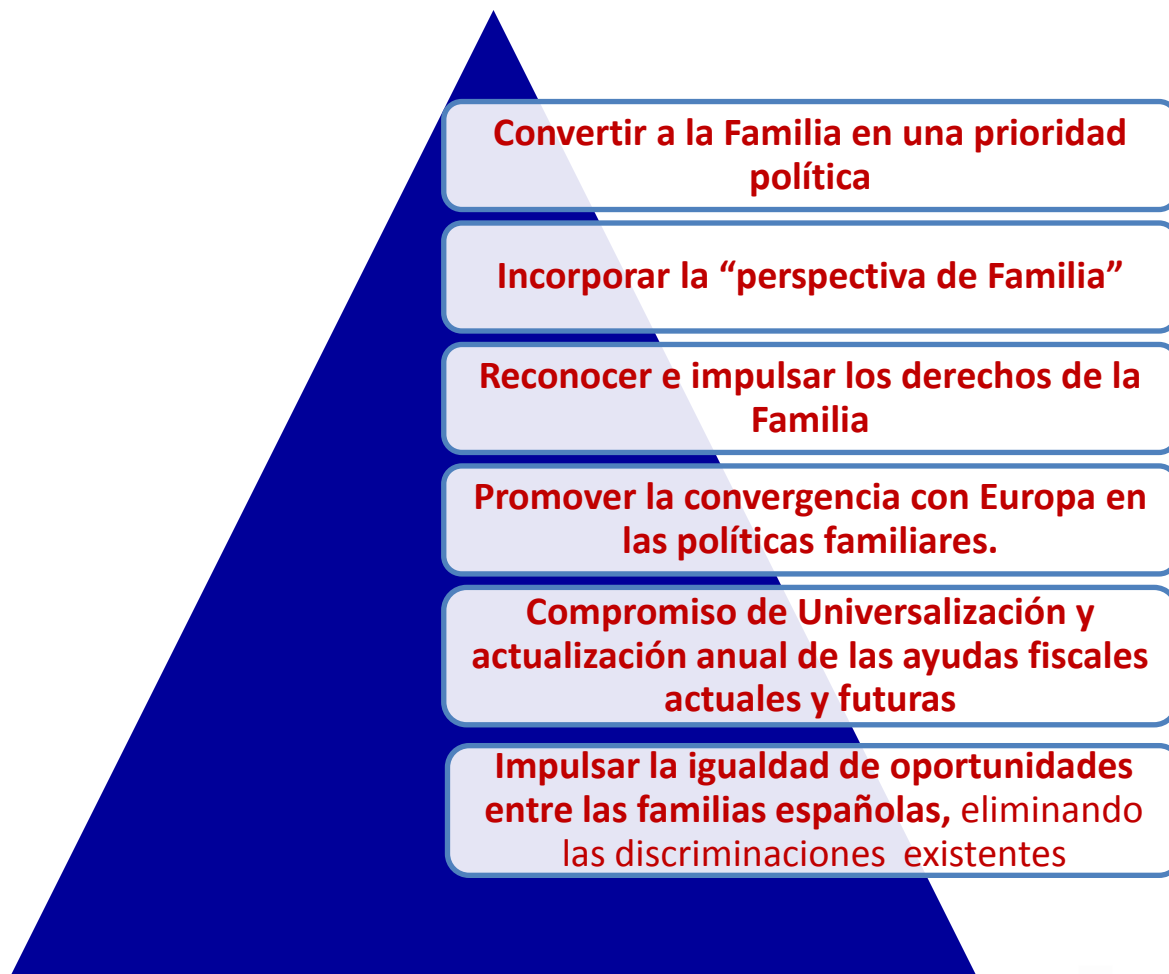 Convertir a la Familia en una prioridad
política
Incorporar la “perspectiva de Familia”
Reconocer e impulsar los derechos de la
Familia
Promover la convergencia con Europa en
las políticas familiares.
Compromiso de Universalización y
actualización anual de las ayudas fiscales
actuales y futuras
Impulsar la igualdad de oportunidades
entre las familias españolas, eliminando
las discriminaciones existentes